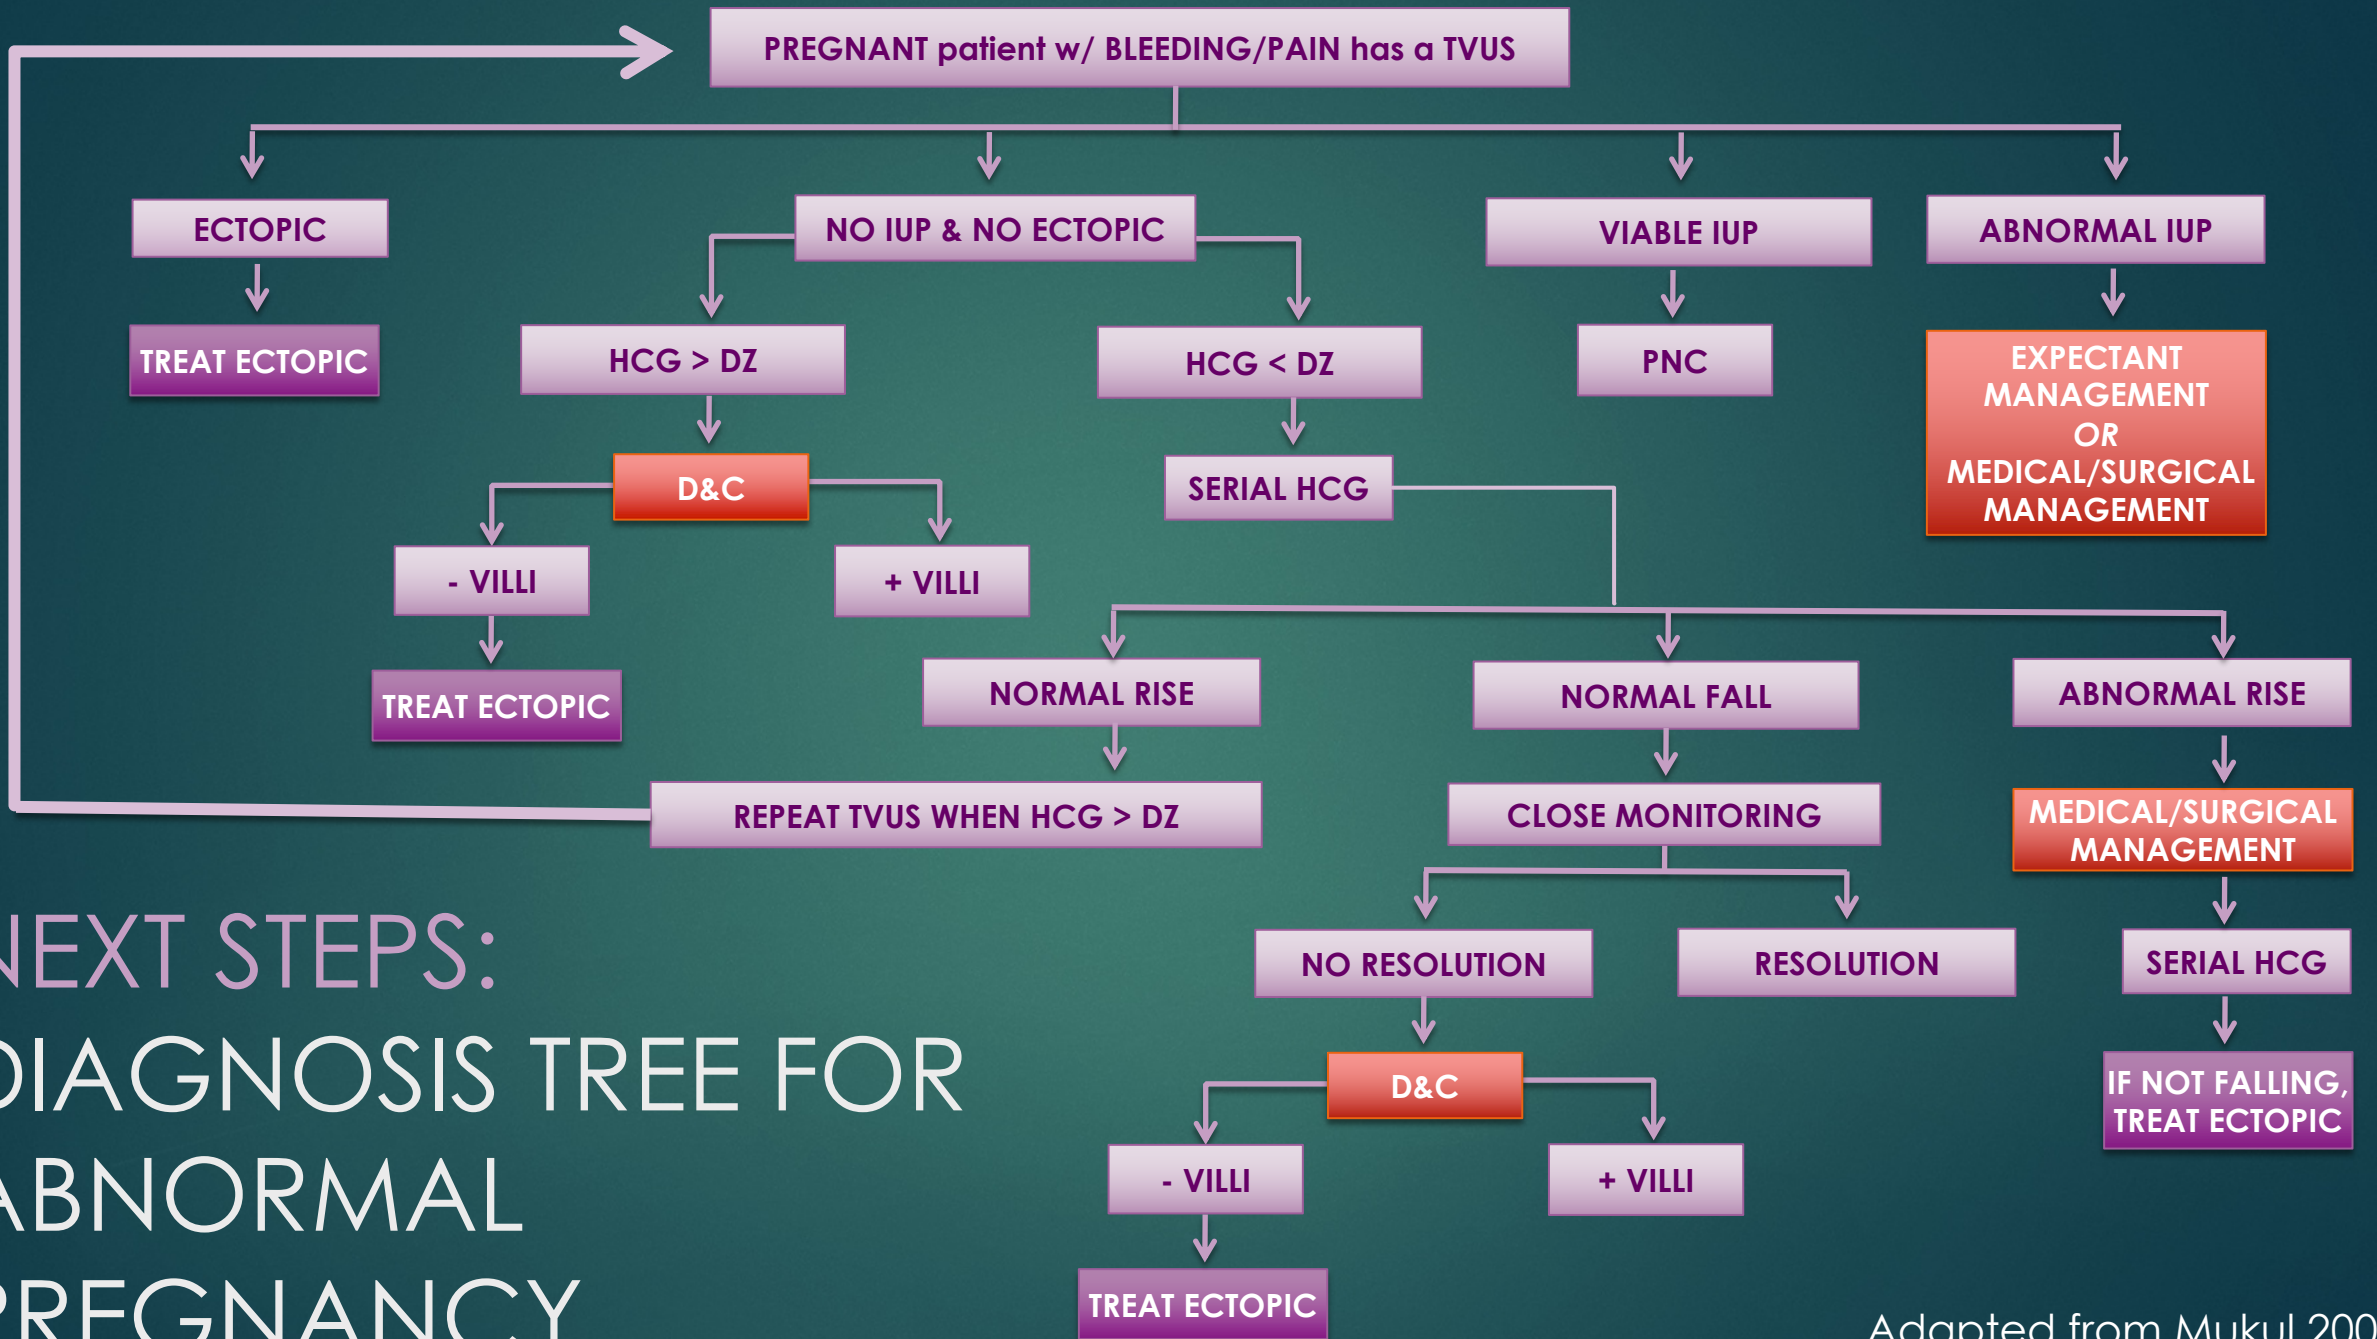 PREGNANT patient w/ BLEEDING/PAIN has a TVUS
ECTOPIC
NO IUP & NO ECTOPIC
VIABLE IUP
ABNORMAL IUP
TREAT ECTOPIC
HCG > DZ
HCG < DZ
PNC
EXPECTANT
MANAGEMENT
OR
MEDICAL/SURGICAL
MANAGEMENT
D&C
SERIAL HCG
- VILLI
+ VILLI
TREAT ECTOPIC
NORMAL RISE
NORMAL FALL
ABNORMAL RISE
REPEAT TVUS WHEN HCG > DZ
CLOSE MONITORING
MEDICAL/SURGICAL
MANAGEMENT
NO RESOLUTION
RESOLUTION
SERIAL HCG
D&C
IF NOT FALLING,
TREAT ECTOPIC
- VILLI
+ VILLI
TREAT ECTOPIC
NEXT STEPS:
DIAGNOSIS TREE FOR
ABNORMAL
PREGNANCY
Adapted from Mukul